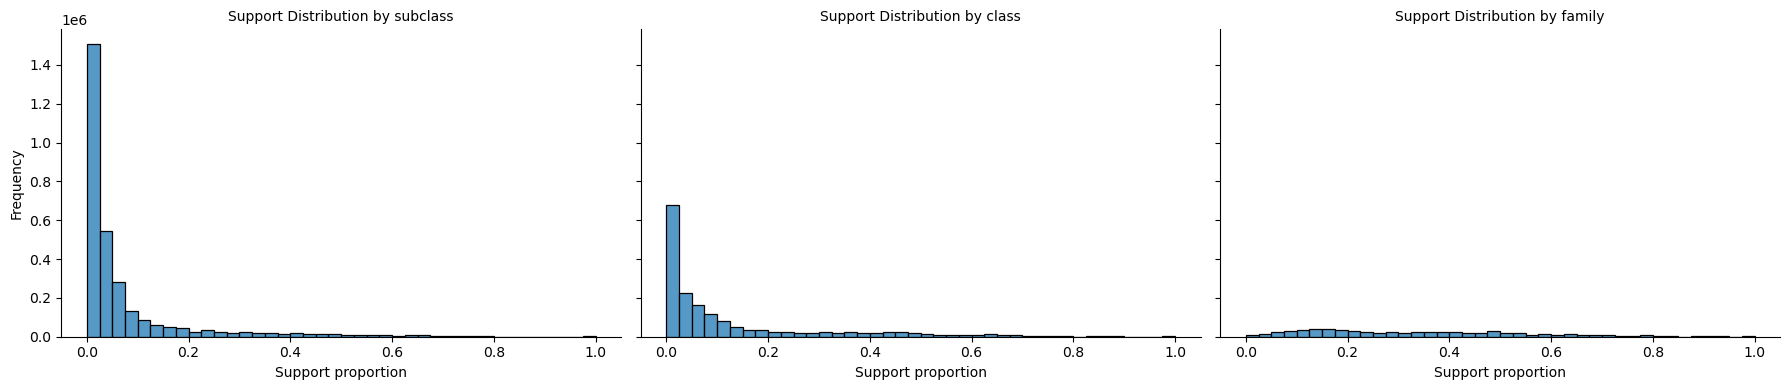 Support Distribution by subclass
Support Distribution by class
Support Distribution by family
1e6
1.4
1.2
1.0
0.8
0.6
0.4
0.2
0.0
Frequency
0.0 0.2 0.4 0.6 0.8 1.0
0.0 0.2 0.4 0.6 0.8 1.0
0.0 0.2 0.4 0.6 0.8 1.0
Support proportion
Support proportion
Support proportion